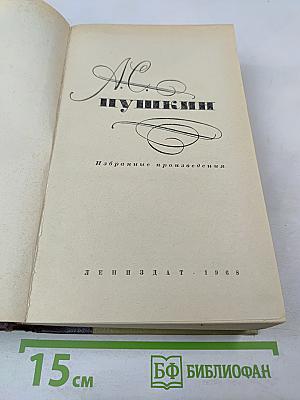 А.С.
ПУШКИН
Избранные произведения
ЛЕНИЗДАТ · 1968
15 см
БФ БИБЛИОФАН